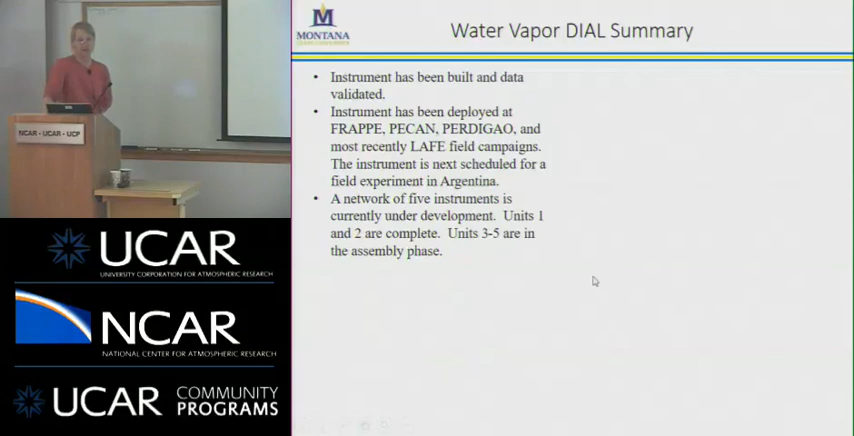 NCAR • UCAR • UCP
UCAR
UNIVERSITY CORPORATION FOR ATMOSPHERIC RESEARCH
NCAR
NATIONAL CENTER FOR ATMOSPHERIC RESEARCH
UCAR COMMUNITY PROGRAMS
MONTANA
Water Vapor DIAL Summary
• Instrument has been built and data
validated.
• Instrument has been deployed at
FRAPPE, PECAN, PERDIGAO, and
most recently LAFE field campaigns.
The instrument is next scheduled for a
field experiment in Argentina.
• A network of five instruments is
currently under development. Units 1
and 2 are complete. Units 3-5 are in
the assembly phase.